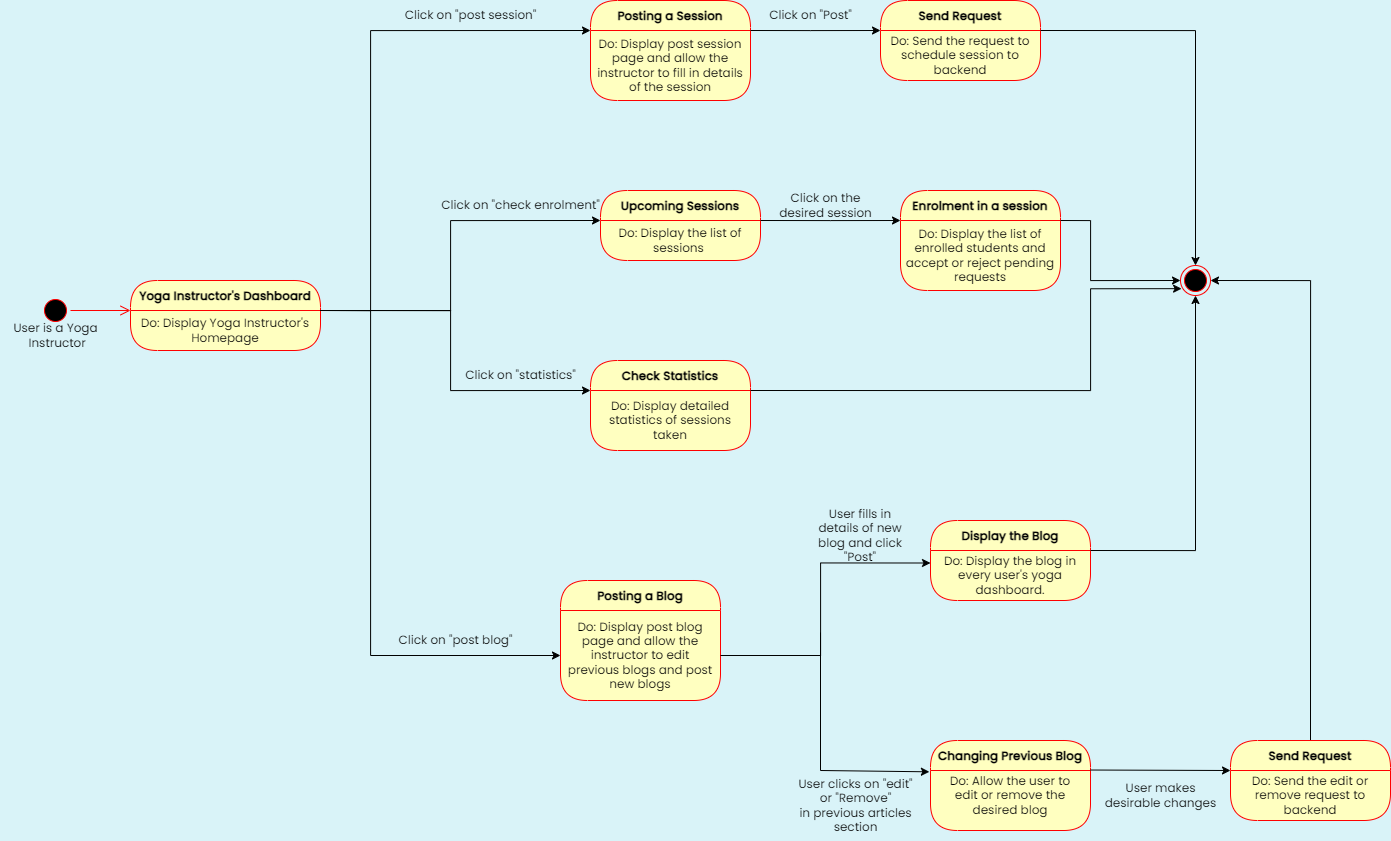 Click on "post session"
Posting a Session
Do: Display post session
page and allow the
instructor to fill in details
of the session
Click on "Post"
Send Request
Do: Send the request to
schedule session to
backend
Click on "check enrolment"
Upcoming Sessions
Do: Display the list of
sessions
Click on the
desired session
Enrolment in a session
Do: Display the list of
enrolled students and
accept or reject pending
requests
User is a Yoga
Instructor
Yoga Instructor's Dashboard
Do: Display Yoga Instructor's
Homepage
Click on "statistics"
Check Statistics
Do: Display detailed
statistics of sessions
taken
Click on "post blog"
Posting a Blog
Do: Display post blog
page and allow the
instructor to edit
previous blogs and post
new blogs
User fills in
details of new
blog and click
"Post"
Display the Blog
Do: Display the blog in
every user's yoga
dashboard.
User clicks on "edit"
or "Remove"
in previous articles
section
Changing Previous Blog
Do: Allow the user to
edit or remove the
desired blog
User makes
desirable changes
Send Request
Do: Send the edit or
remove request to
backend